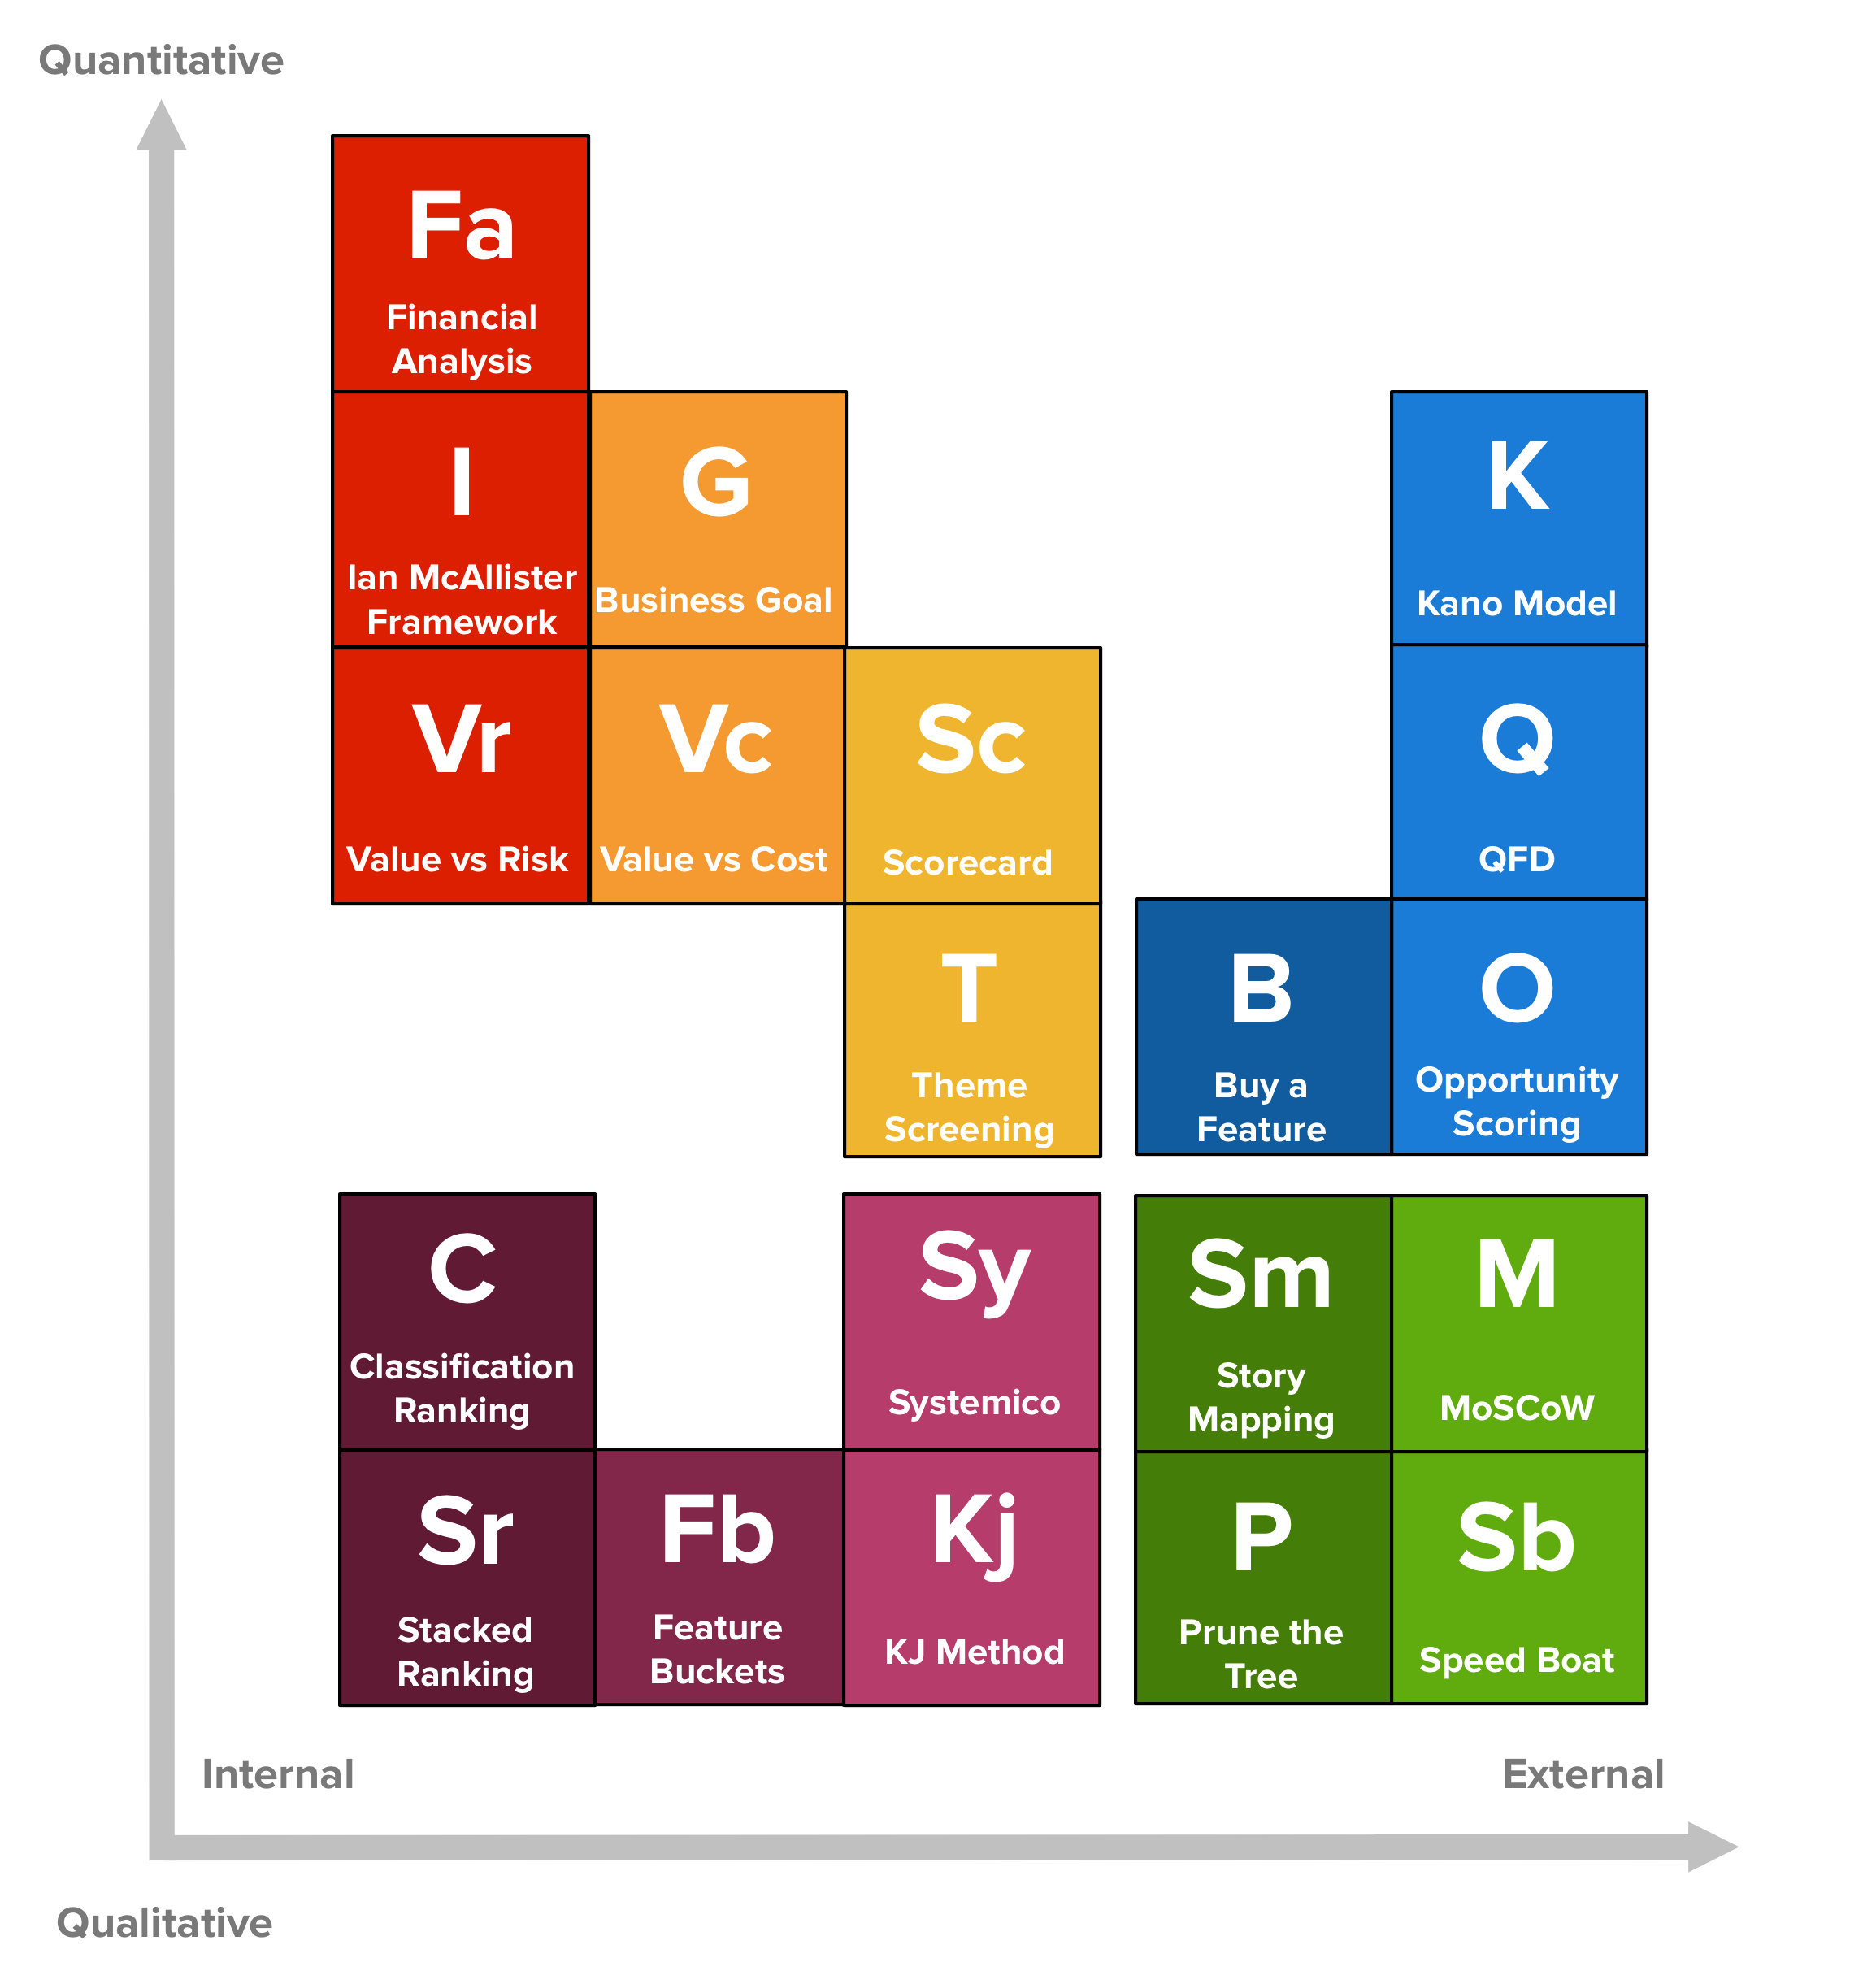 Quantitative
Fa
Financial
Analysis
I
Ian McAllister
Framework
G
Business Goal
K
Kano Model
Vr
Value vs Risk
Vc
Value vs Cost
Sc
Scorecard
Q
QFD
T
Theme
Screening
B
Buy a
Feature
O
Opportunity
Scoring
C
Classification
Ranking
Sy
Systemico
Sm
Story
Mapping
M
MoSCoW
Sr
Stacked
Ranking
Fb
Feature
Buckets
Kj
KJ Method
P
Prune the
Tree
Sb
Speed Boat
Internal
External
Qualitative